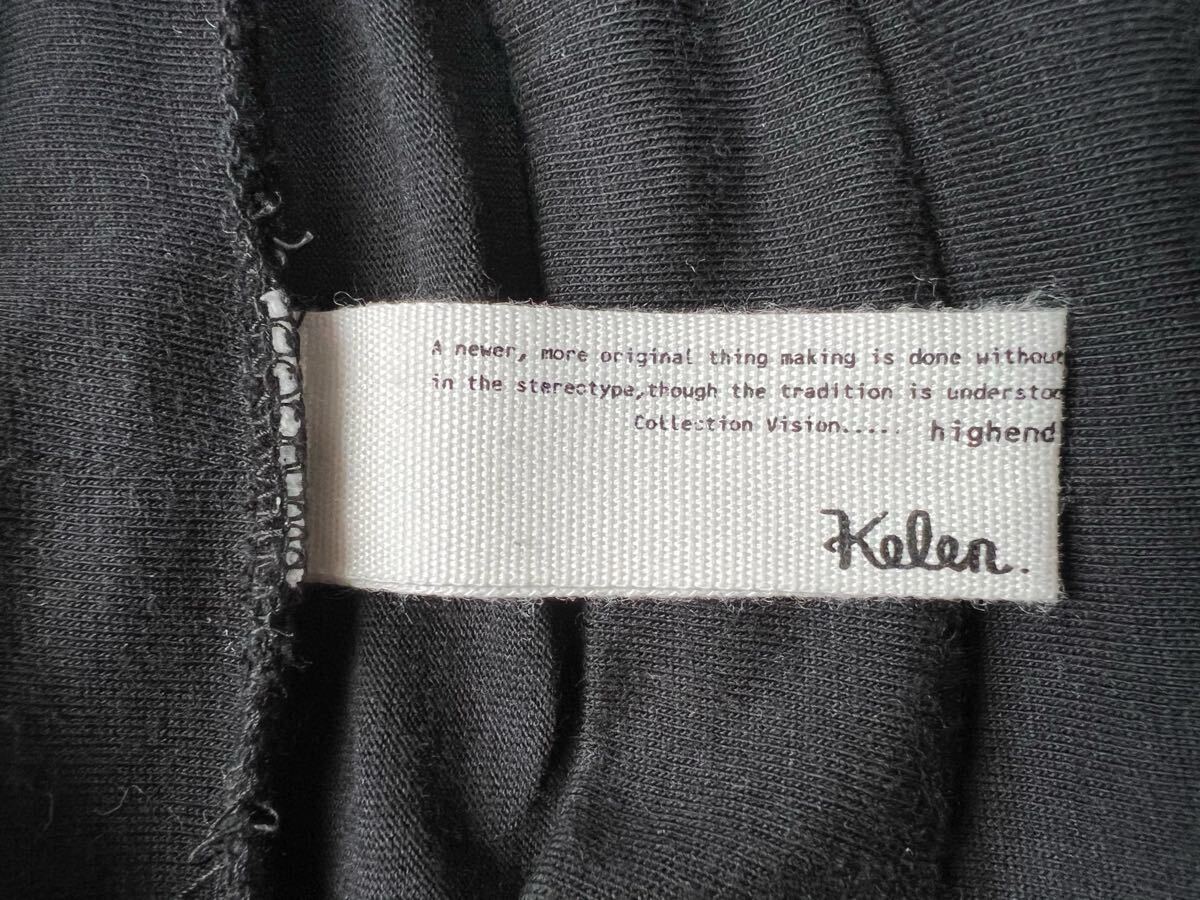 A newer, more original thing making is done without
in the stereotype,though the tradition is understoo
Collection Vision..... highend
Kelen.